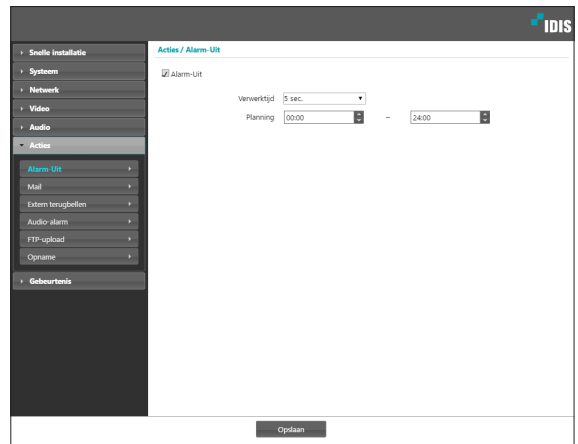 IDIS
Snelle installatie
Systeem
Netwerk
Video
Audio
Acties
Alarm-Uit
Mail
Extern terugbellen
Audio-alarm
FTP-upload
Opname
Gebeurtenis
Acties / Alarm-Uit
Alarm-Uit
Verwerktijd 5 sec.
Planning 00:00 – 24:00
Opslaan